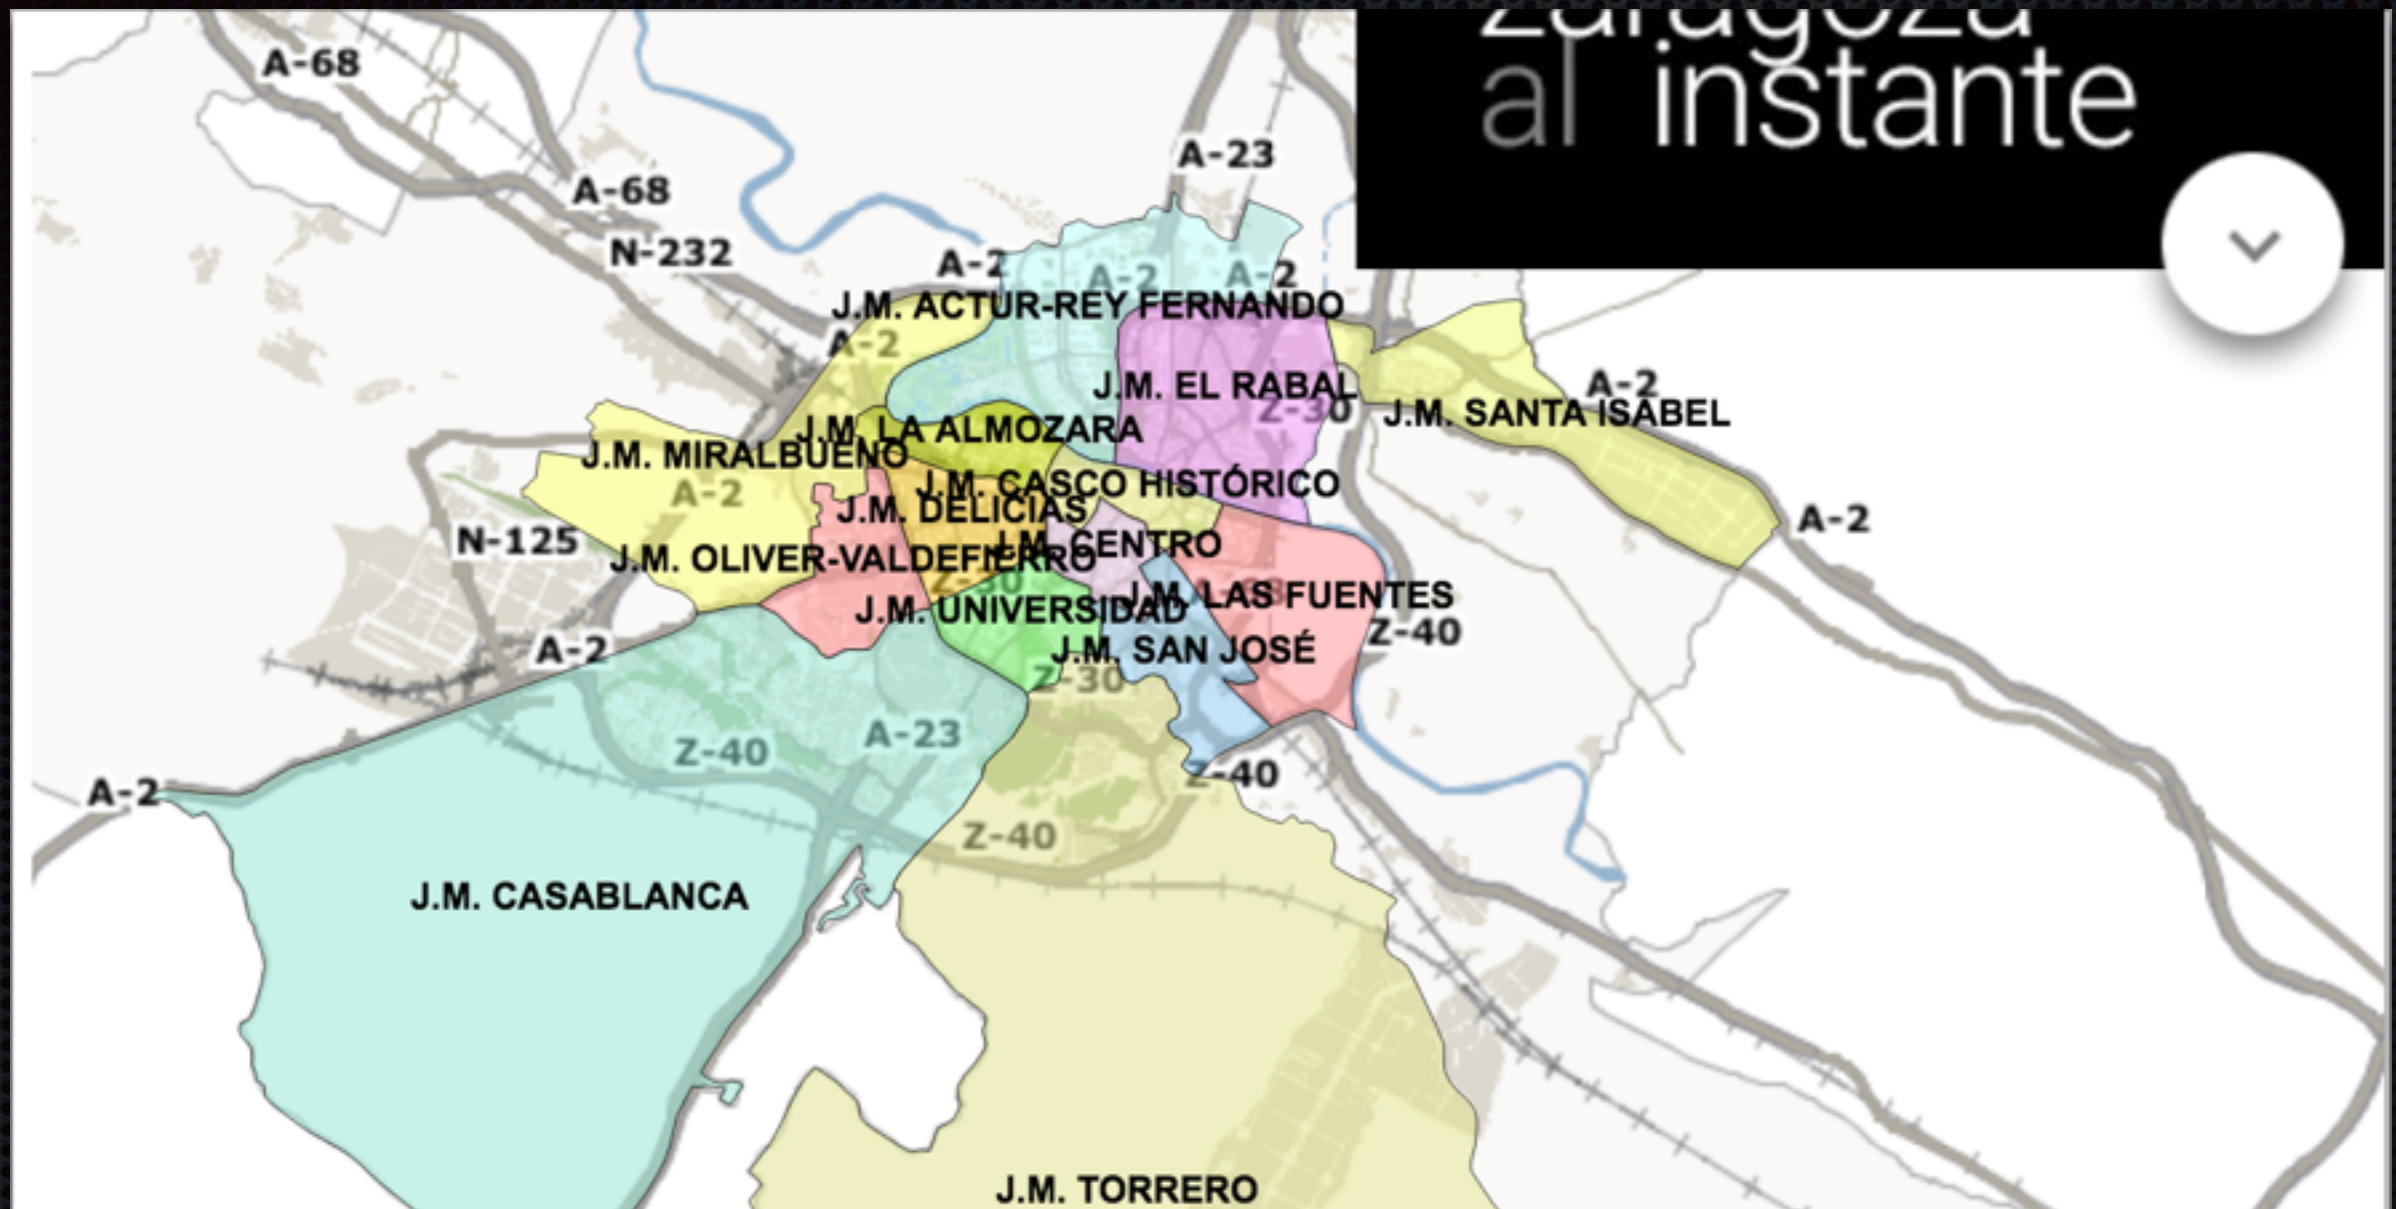 zaragoza
al instante
A-68
A-23
A-68
N-232
A-2
A-2
A-2
J.M. ACTUR-REY FERNANDO
A-2
J.M. EL RABAL
A-2
Z-30
J.M. SANTA ISABEL
J.M. LA ALMOZARA
J.M. MIRALBUENO
J.M. CASCO HISTÓRICO
A-2
J.M. DELICIAS
A-2
N-125
J.M. CENTRO
J.M. OLIVER-VALDEFIERRO
Z-30
J.M. LAS FUENTES
A-68
J.M. UNIVERSIDAD
Z-40
A-2
J.M. SAN JOSÉ
Z-30
A-23
Z-40
Z-40
A-2
Z-40
J.M. CASABLANCA
J.M. TORRERO